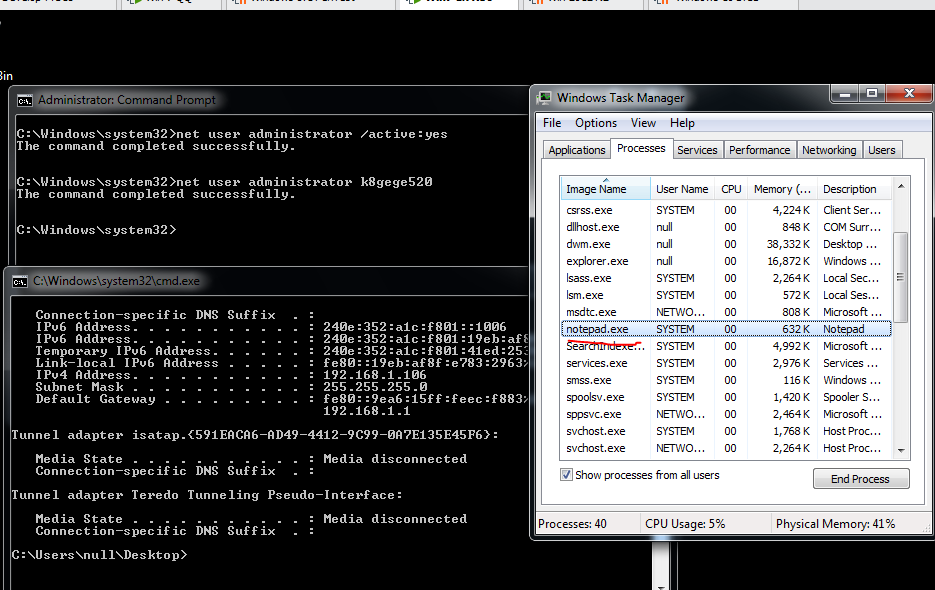 Bin
Administrator: Command Prompt
C:\Windows\system32>net user administrator /active:yes
The command completed successfully.
C:\Windows\system32>net user administrator k8gege520
The command completed successfully.
C:\Windows\system32>
C:\Windows\system32\cmd.exe
Connection-specific DNS Suffix . :
IPv6 Address. . . . . . . . . . . : 240e:352:a1c:f801::1006
IPv6 Address. . . . . . . . . . . : 240e:352:a1c:f801:19eb:af8
Temporary IPv6 Address. . . . . . : 240e:352:a1c:f801:41ed:253
Link-local IPv6 Address . . . . . : fe80::19eb:af8f:e783:2963%
IPv4 Address. . . . . . . . . . . : 192.168.1.106
Subnet Mask . . . . . . . . . . . : 255.255.255.0
Default Gateway . . . . . . . . . : fe80::9ea6:15ff:feec:f883%
192.168.1.1
Tunnel adapter isatap.{591EACA6-AD49-4412-9C99-0A7E135E45F6}:
Media State . . . . . . . . . . . : Media disconnected
Connection-specific DNS Suffix . :
Tunnel adapter Teredo Tunneling Pseudo-Interface:
Media State . . . . . . . . . . . : Media disconnected
Connection-specific DNS Suffix . :
C:\Users\null\Desktop>
Windows Task Manager
File Options View Help
Applications Processes Services Performance Networking Users
Image Name User Name CPU Memory (... Description
csrss.exe SYSTEM 00 4,224 K Client Ser...
dllhost.exe null 00 848 K COM Surr...
dwm.exe null 00 38,332 K Desktop ...
explorer.exe null 00 16,872 K Windows ...
lsass.exe SYSTEM 00 2,264 K Local Sec...
lsm.exe SYSTEM 00 572 K Local Ses...
msdtc.exe NETWO... 00 808 K Microsoft ...
notepad.exe SYSTEM 00 632 K Notepad
SearchIndexe... SYSTEM 00 4,992 K Microsoft ...
services.exe SYSTEM 00 2,976 K Services ...
smss.exe SYSTEM 00 116 K Windows ...
spoolsv.exe SYSTEM 00 1,420 K Spooler S...
sppsvc.exe NETWO... 00 2,464 K Microsoft ...
svchost.exe SYSTEM 00 1,768 K Host Proc...
svchost.exe NETWO... 00 2,264 K Host Proc...
Show processes from all users
End Process
Processes: 40 CPU Usage: 5% Physical Memory: 41%